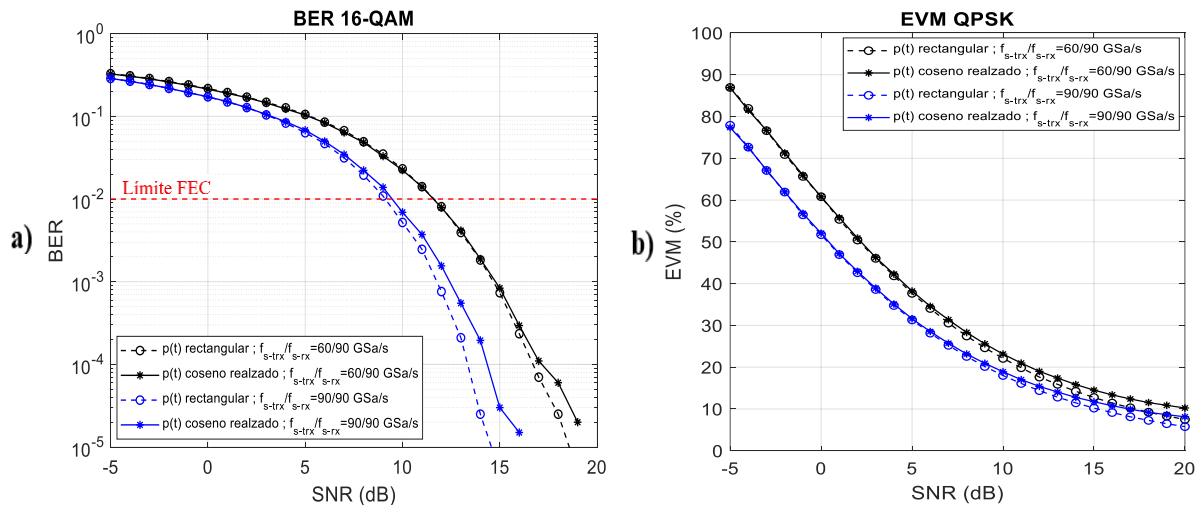 BER 16-QAM
10^0
10^-1
10^-2
10^-3
10^-4
10^-5
BER
a)
Límite FEC
p(t) rectangular ; f_s-trx/f_s-rx=60/90 GSa/s
p(t) coseno realzado ; f_s-trx/f_s-rx=60/90 GSa/s
p(t) rectangular ; f_s-trx/f_s-rx=90/90 GSa/s
p(t) coseno realzado ; f_s-trx/f_s-rx=90/90 GSa/s
-5 0 5 10 15 20
SNR (dB)
EVM QPSK
100
90
80
70
60
50
40
30
20
10
0
EVM (%)
b)
p(t) rectangular ; f_s-trx/f_s-rx=60/90 GSa/s
p(t) coseno realzado ; f_s-trx/f_s-rx=60/90 GSa/s
p(t) rectangular ; f_s-trx/f_s-rx=90/90 GSa/s
p(t) coseno realzado ; f_s-trx/f_s-rx=90/90 GSa/s
-5 0 5 10 15 20
SNR (dB)